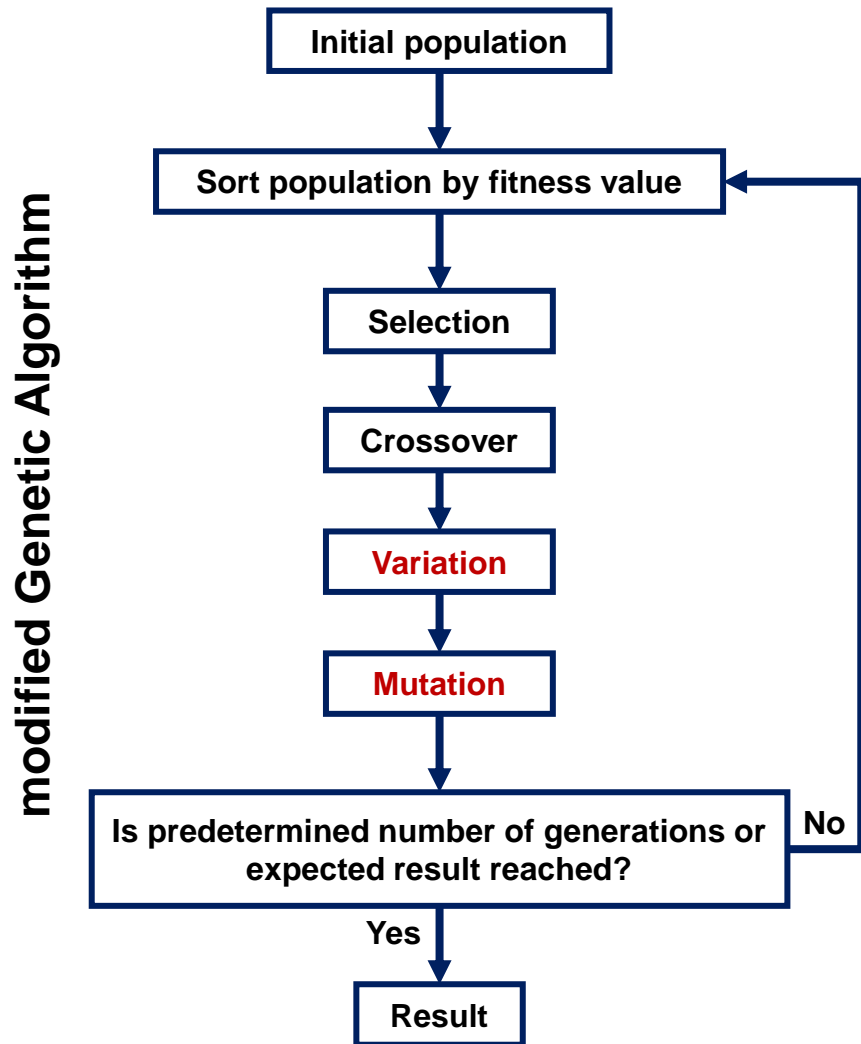 modified Genetic Algorithm
Initial population
Sort population by fitness value
Selection
Crossover
Variation
Mutation
Is predetermined number of generations or
expected result reached?
No
Yes
Result